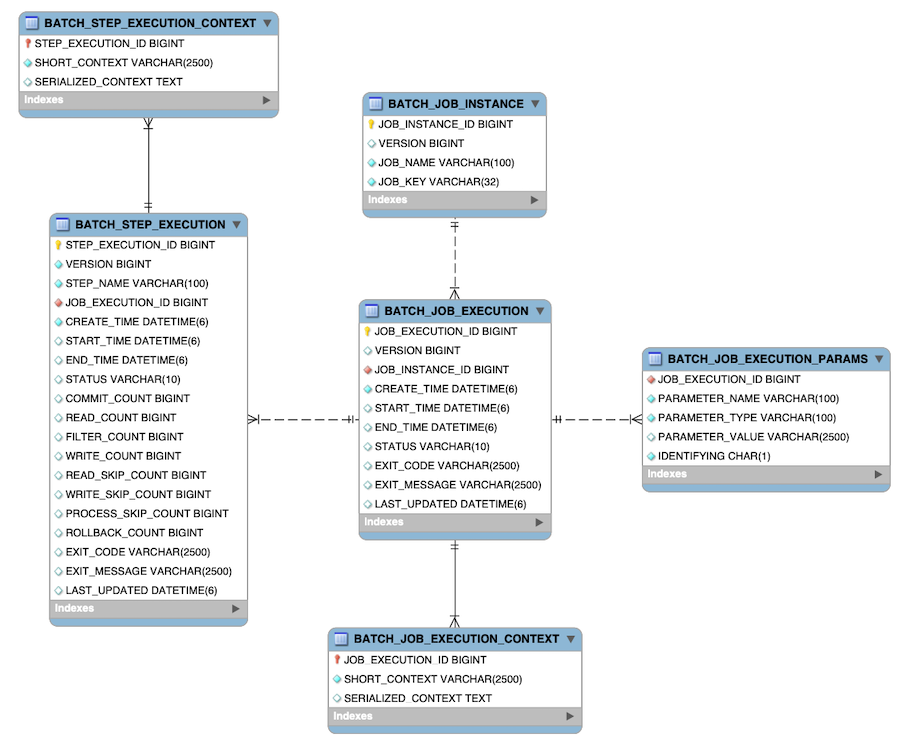 BATCH_STEP_EXECUTION_CONTEXT
STEP_EXECUTION_ID BIGINT
SHORT_CONTEXT VARCHAR(2500)
SERIALIZED_CONTEXT TEXT
Indexes
BATCH_JOB_INSTANCE
JOB_INSTANCE_ID BIGINT
VERSION BIGINT
JOB_NAME VARCHAR(100)
JOB_KEY VARCHAR(32)
Indexes
BATCH_STEP_EXECUTION
STEP_EXECUTION_ID BIGINT
VERSION BIGINT
STEP_NAME VARCHAR(100)
JOB_EXECUTION_ID BIGINT
CREATE_TIME DATETIME(6)
START_TIME DATETIME(6)
END_TIME DATETIME(6)
STATUS VARCHAR(10)
COMMIT_COUNT BIGINT
READ_COUNT BIGINT
FILTER_COUNT BIGINT
WRITE_COUNT BIGINT
READ_SKIP_COUNT BIGINT
WRITE_SKIP_COUNT BIGINT
PROCESS_SKIP_COUNT BIGINT
ROLLBACK_COUNT BIGINT
EXIT_CODE VARCHAR(2500)
EXIT_MESSAGE VARCHAR(2500)
LAST_UPDATED DATETIME(6)
Indexes
BATCH_JOB_EXECUTION
JOB_EXECUTION_ID BIGINT
VERSION BIGINT
JOB_INSTANCE_ID BIGINT
CREATE_TIME DATETIME(6)
START_TIME DATETIME(6)
END_TIME DATETIME(6)
STATUS VARCHAR(10)
EXIT_CODE VARCHAR(2500)
EXIT_MESSAGE VARCHAR(2500)
LAST_UPDATED DATETIME(6)
Indexes
BATCH_JOB_EXECUTION_PARAMS
JOB_EXECUTION_ID BIGINT
PARAMETER_NAME VARCHAR(100)
PARAMETER_TYPE VARCHAR(100)
PARAMETER_VALUE VARCHAR(2500)
IDENTIFYING CHAR(1)
Indexes
BATCH_JOB_EXECUTION_CONTEXT
JOB_EXECUTION_ID BIGINT
SHORT_CONTEXT VARCHAR(2500)
SERIALIZED_CONTEXT TEXT
Indexes